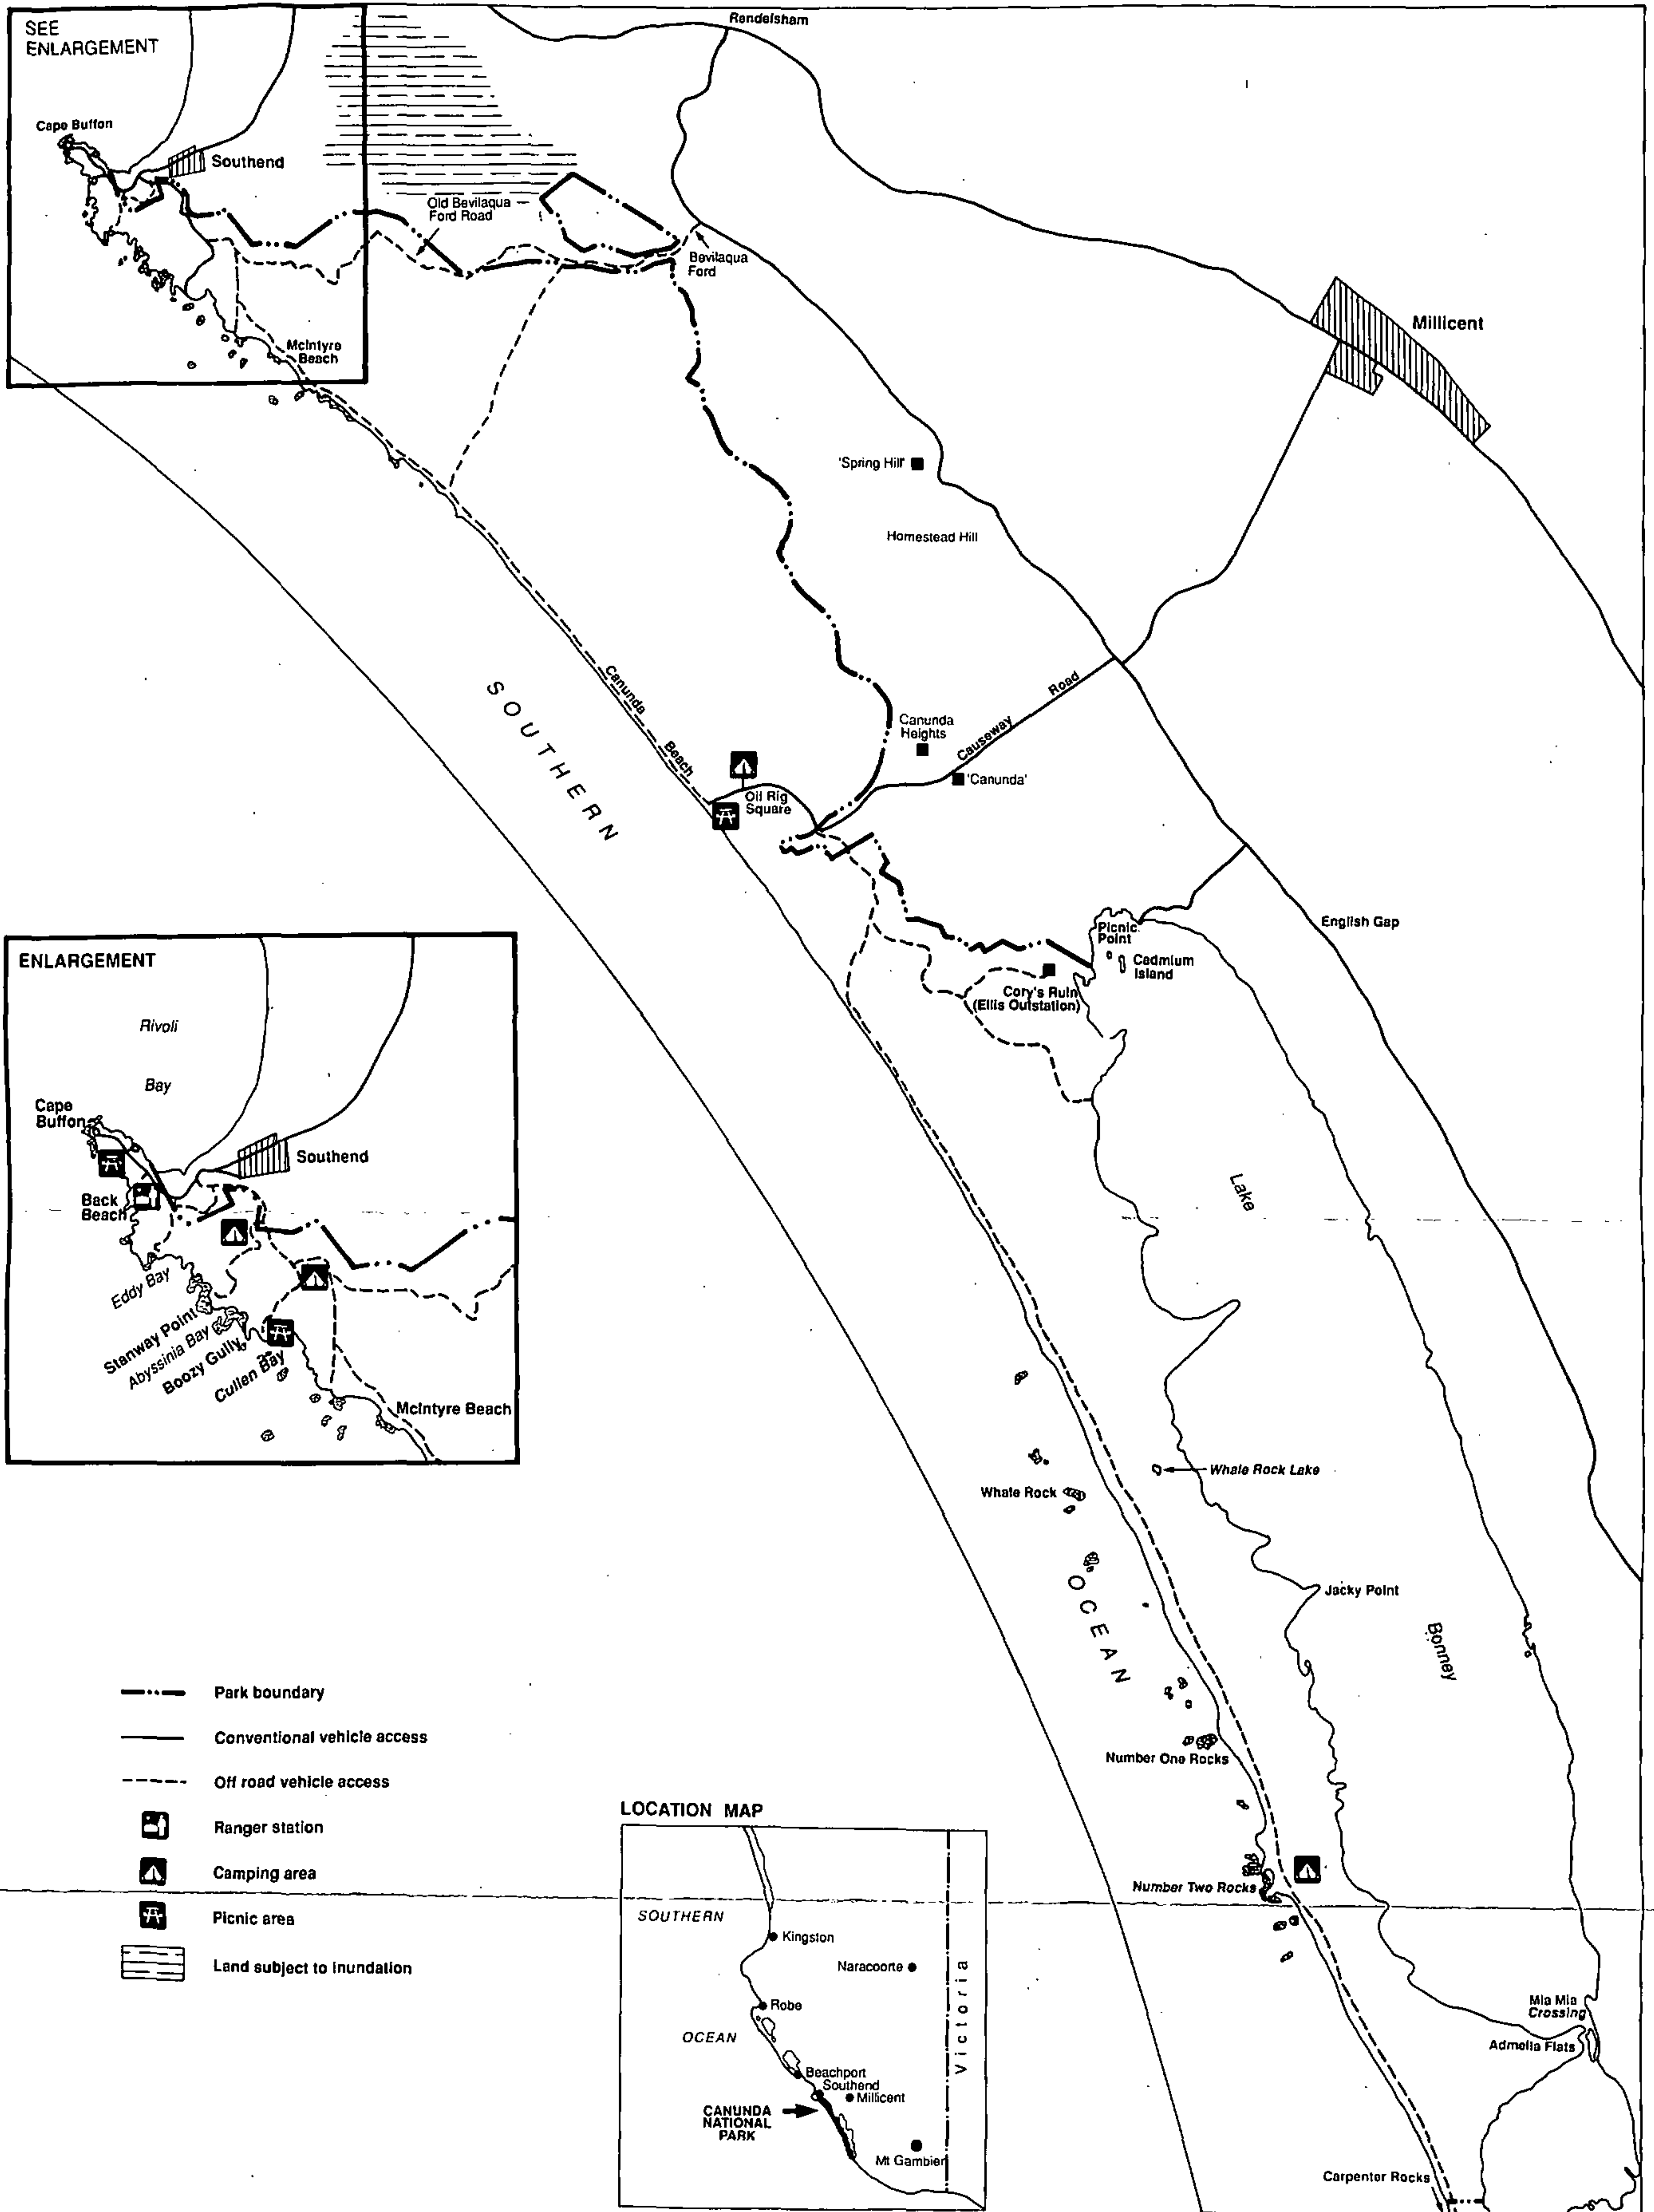 SEE
ENLARGEMENT
Rendelsham
Cape Buffon
Southend
Old Bevilaqua
Ford Road
Bevilaqua
Ford
McIntyre
Beach
Millicent
'Spring Hill'
Homestead Hill
SOUTHERN
Canunda
Beach
Canunda
Heights
Causeway
Road
'Canunda'
Oil Rig
Square
English Gap
Picnic
Point
Cadmium
Island
Cory's Ruin
(Ellis Outstation)
ENLARGEMENT
Rivoli
Bay
Cape
Buffon
Southend
Back
Beach
Eddy Bay
Stanway Point
Abyssinia Bay
Boozy Gully
Cullen Bay
McIntyre Beach
Lake
Whale Rock Lake
Whale Rock
OCEAN
Jacky Point
Bonney
Number One Rocks
Number Two Rocks
Mia Mia
Crossing
Admella Flats
Carpenter Rocks
Park boundary
Conventional vehicle access
Off road vehicle access
Ranger station
Camping area
Picnic area
Land subject to inundation
LOCATION MAP
SOUTHERN
Kingston
Naracoorte
Robe
OCEAN
Victoria
Beachport
Southend
Millicent
CANUNDA
NATIONAL
PARK
Mt Gambier